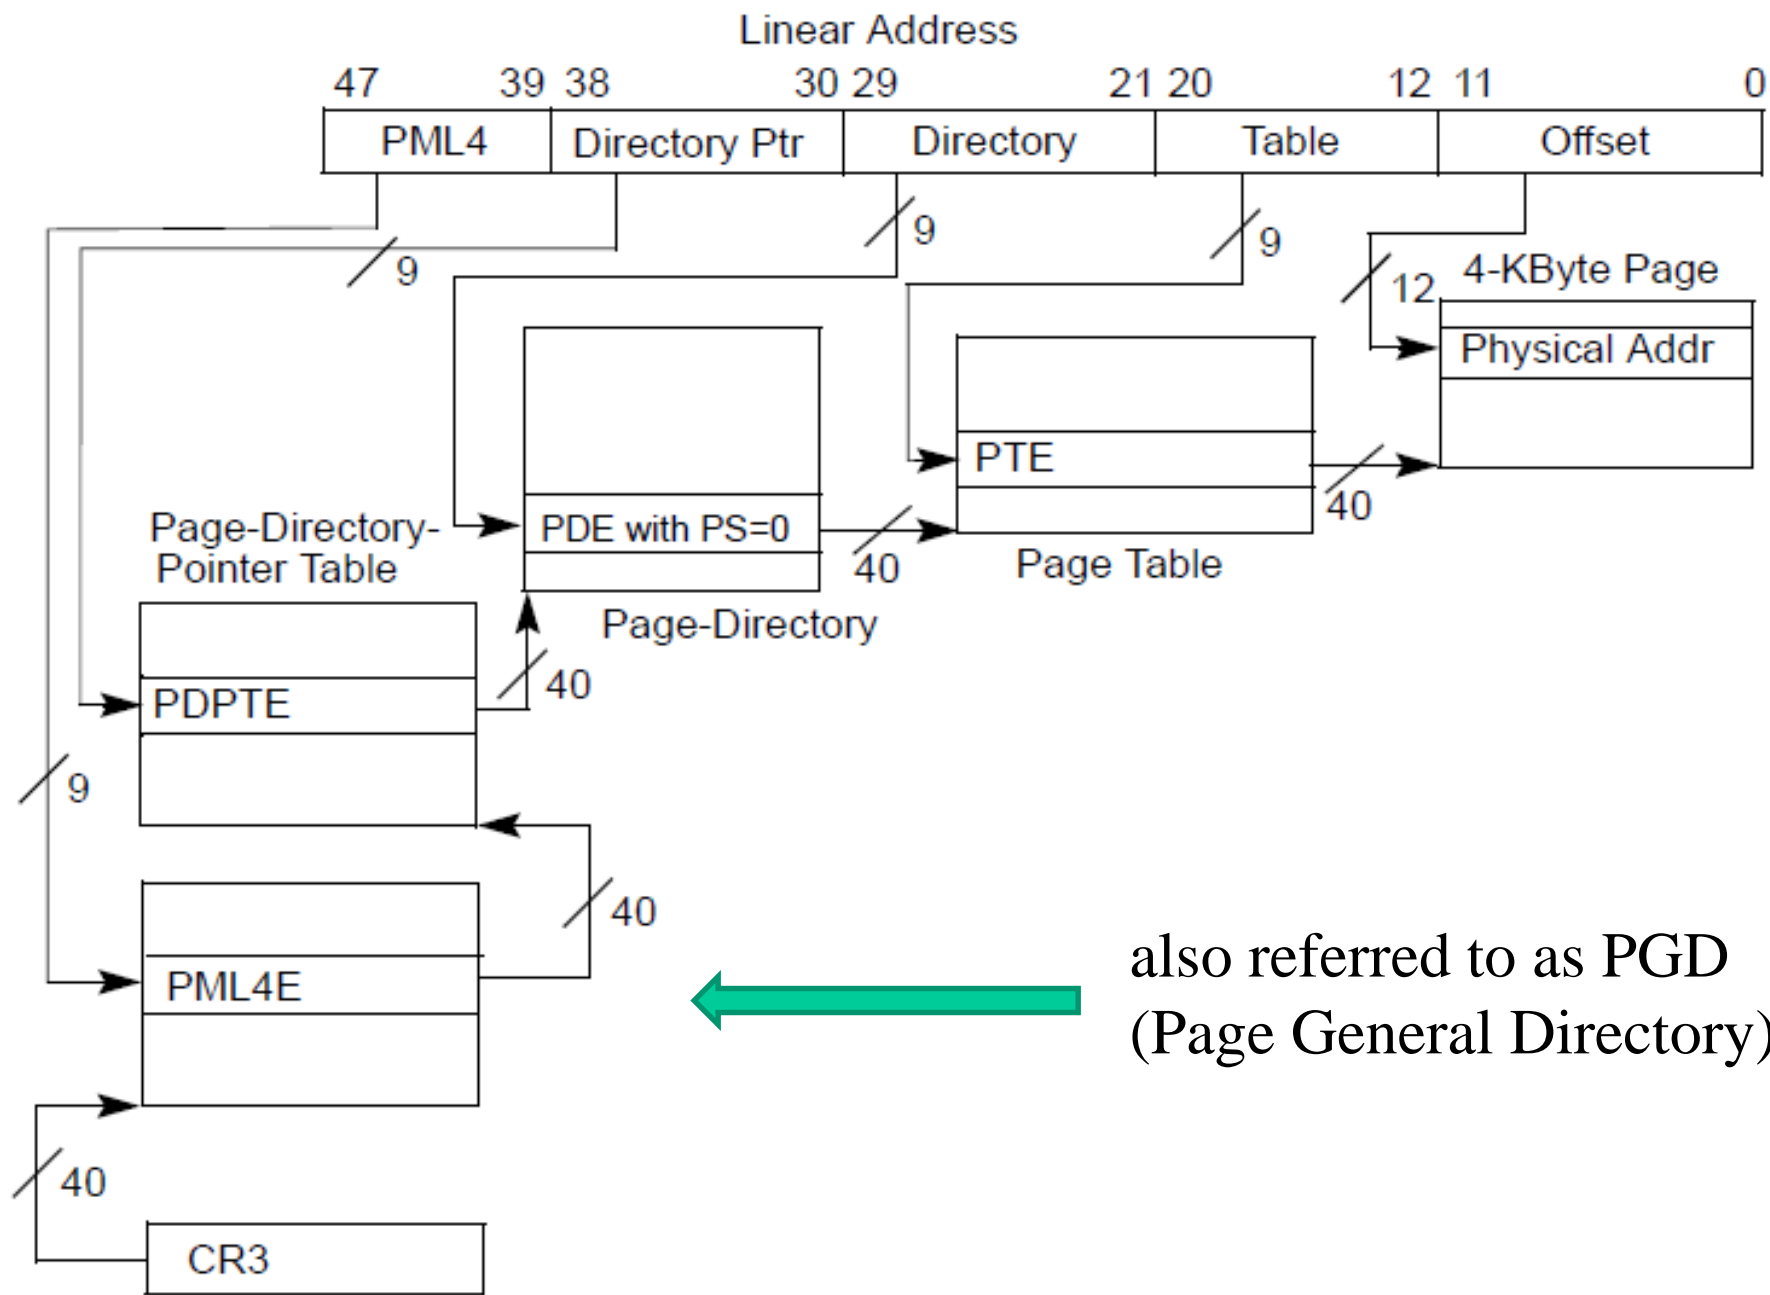 Linear Address
47 39 38 30 29 21 20 12 11 0
PML4 Directory Ptr Directory Table Offset
9
9
9
12
4-KByte Page
Physical Addr
PTE
40
Page Table
PDE with PS=0
40
Page-Directory
Page-Directory-
Pointer Table
PDPTE
40
9
40
PML4E
also referred to as PGD
(Page General Directory)
40
CR3